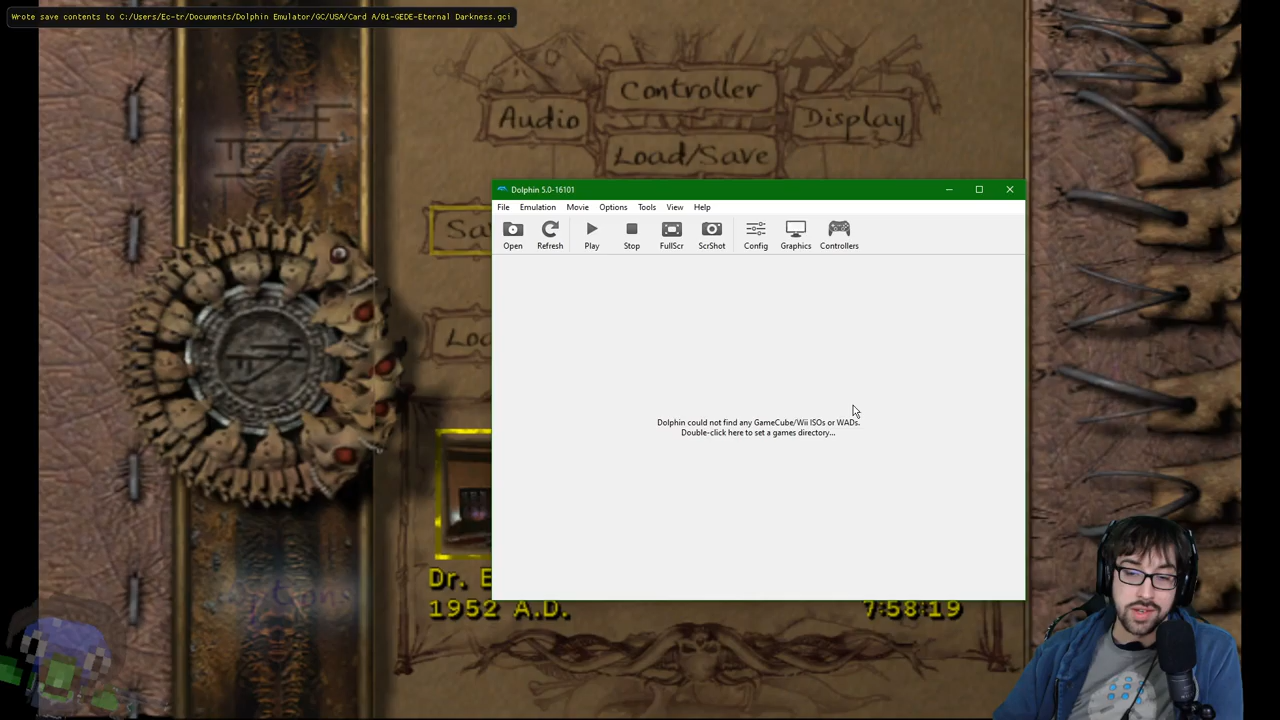 Wrote save contents to C:/Users/Ec-tr/Documents/Dolphin Emulator/GC/USA/Card A/01-GEDE-Eternal Darkness.gci
Controller
Audio
Display
Load/Save
Dolphin 5.0-16101
File Emulation Movie Options Tools View Help
Open Refresh Play Stop FullScr ScrShot Config Graphics Controllers
Dolphin could not find any GameCube/Wii ISOs or WADs.
Double-click here to set a games directory...
Dr. E
1952 A.D.
7:58:19